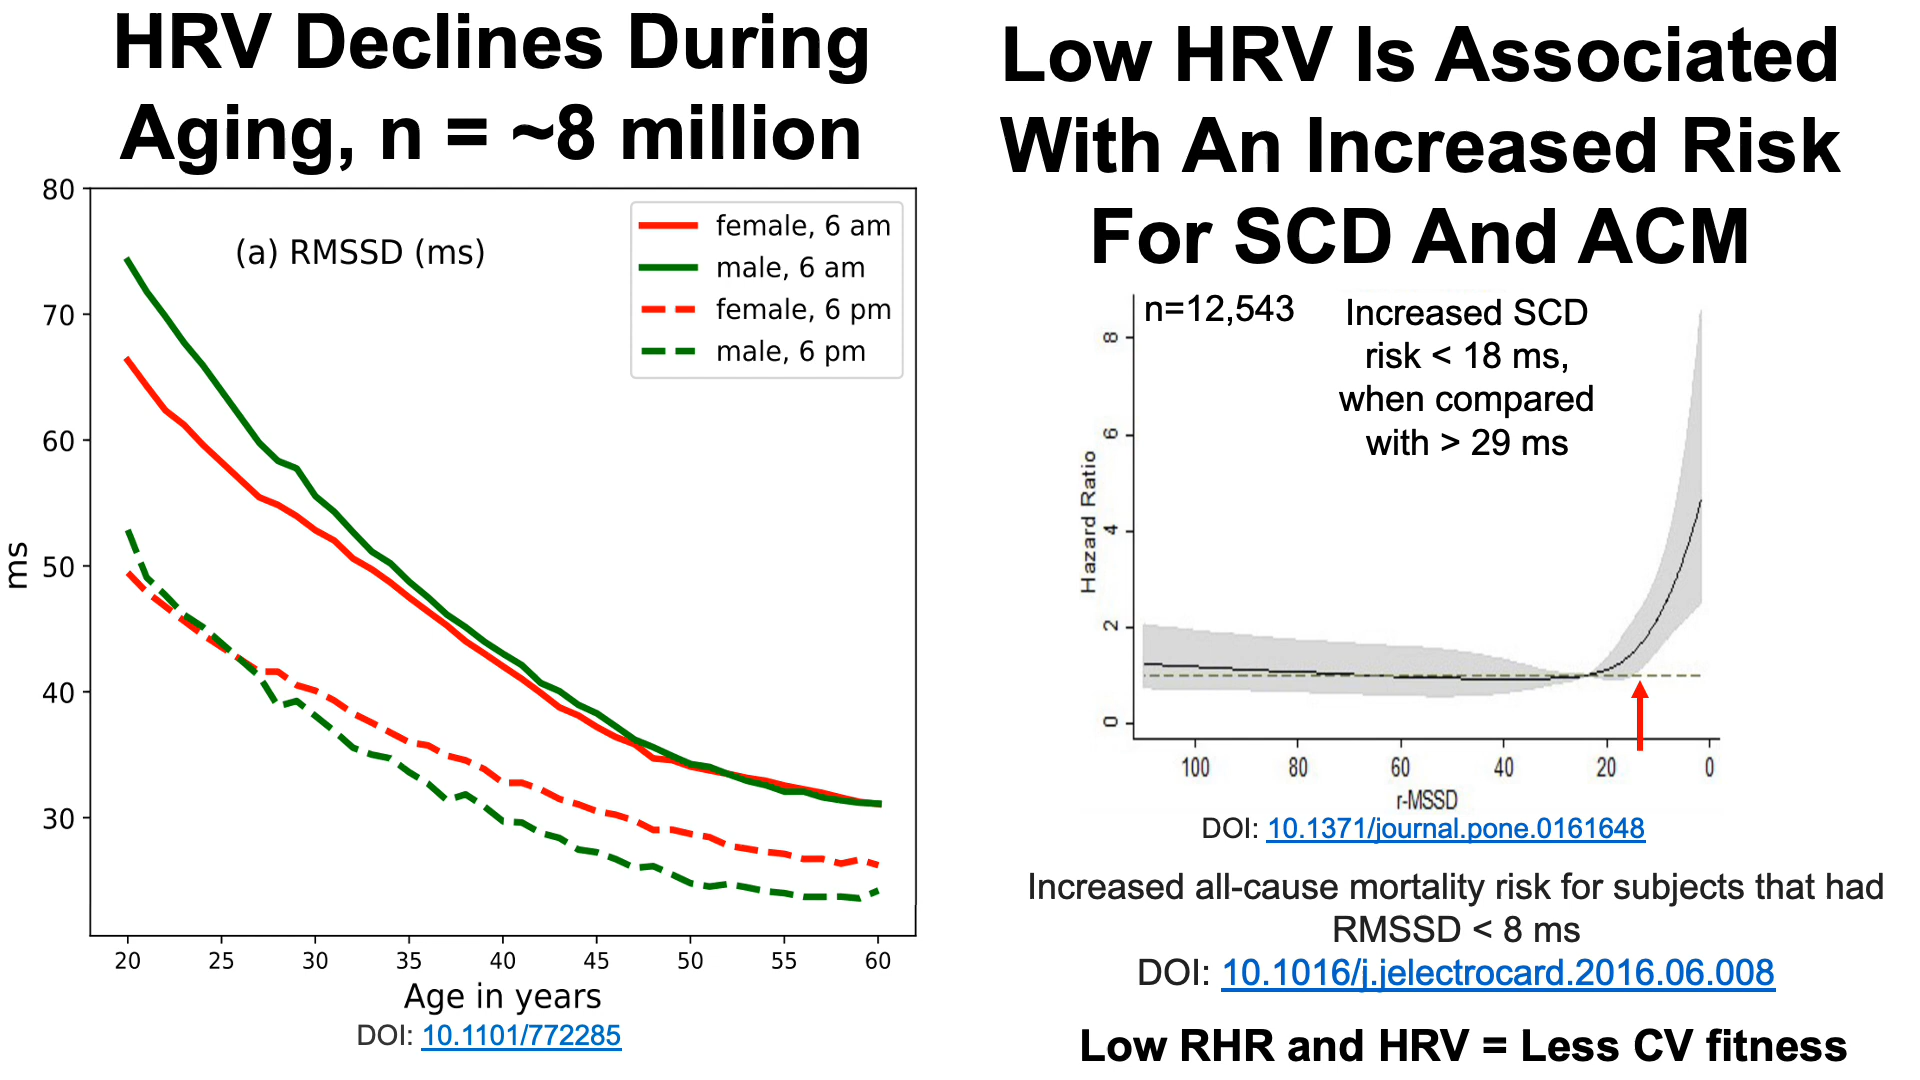 HRV Declines During
Aging, n = ~8 million
80
70
60
50
40
30
ms
(a) RMSSD (ms)
female, 6 am
male, 6 am
female, 6 pm
male, 6 pm
20 25 30 35 40 45 50 55 60
Age in years
DOI: 10.1101/772285
Low HRV Is Associated
With An Increased Risk
For SCD And ACM
n=12,543
Increased SCD
risk < 18 ms,
when compared
with > 29 ms
Hazard Ratio
8
6
4
2
0
100 80 60 40 20 0
r-MSSD
DOI: 10.1371/journal.pone.0161648
Increased all-cause mortality risk for subjects that had
RMSSD < 8 ms
DOI: 10.1016/j.jelectrocard.2016.06.008
Low RHR and HRV = Less CV fitness